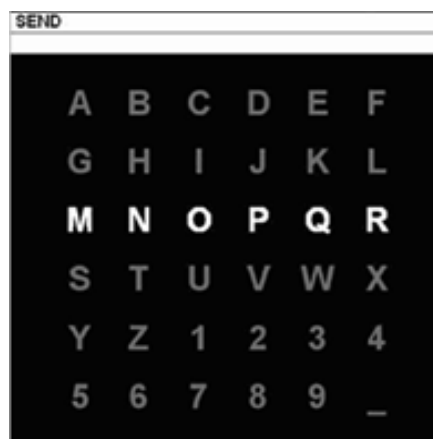 SEND
A B C D E F
G H I J K L
M N O P Q R
S T U V W X
Y Z 1 2 3 4
5 6 7 8 9 _